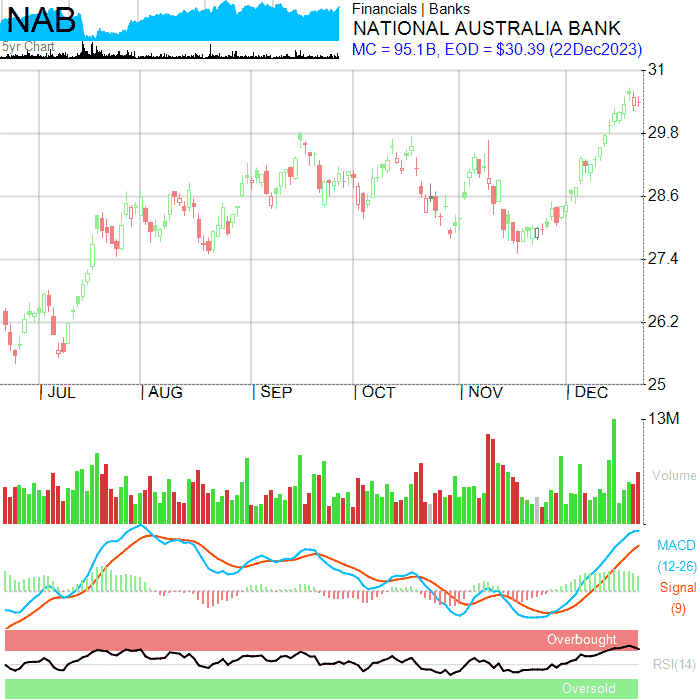 NAB
5yr Chart
Financials | Banks
NATIONAL AUSTRALIA BANK
MC = 95.1B, EOD = $30.39 (22Dec2023)
31
29.8
28.6
27.4
26.2
25
JUL
AUG
SEP
OCT
NOV
DEC
13M
Volume
MACD
(12-26)
Signal
(9)
Overbought
RSI(14)
Oversold